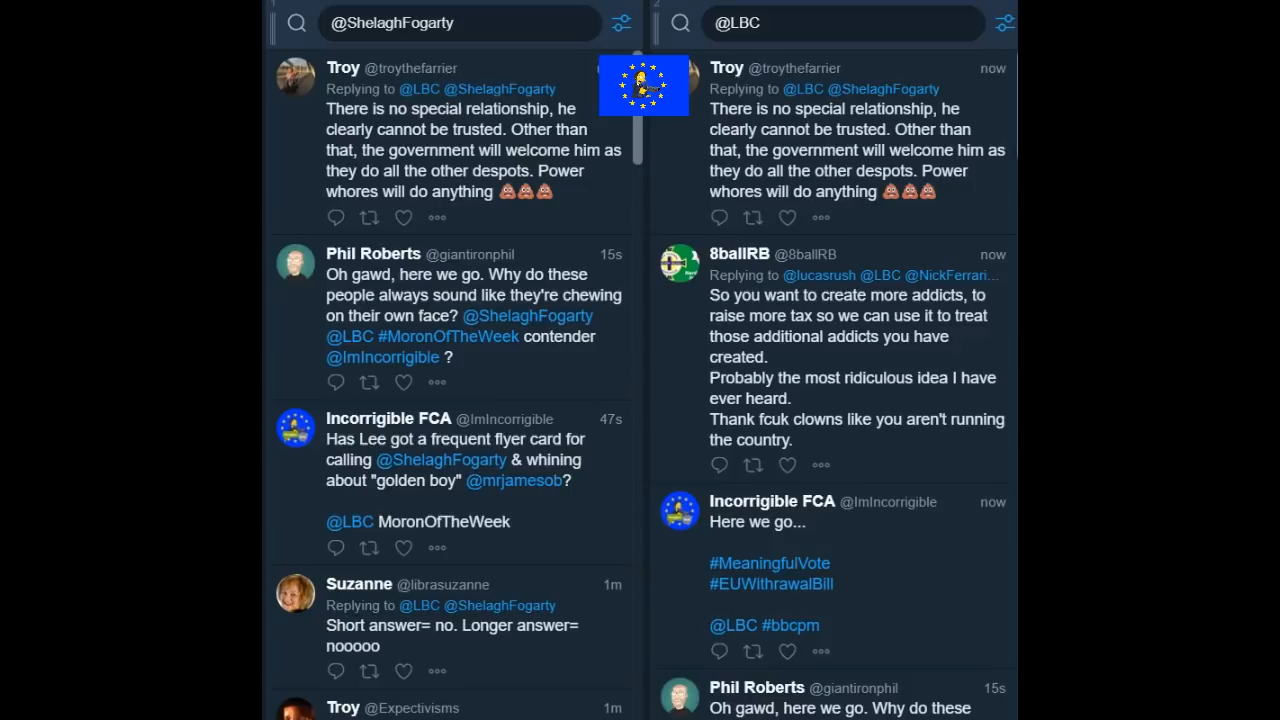 1
@ShelaghFogarty
Troy @troythefarrier
Replying to @LBC @ShelaghFogarty
There is no special relationship, he
clearly cannot be trusted. Other than
that, the government will welcome him as
they do all the other despots. Power
whores will do anything 💩💩💩
Phil Roberts @giantironphil 15s
Oh gawd, here we go. Why do these
people always sound like they're chewing
on their own face? @ShelaghFogarty
@LBC #MoronOfTheWeek contender
@ImIncorrigible ?
Incorrigible FCA @ImIncorrigible 47s
Has Lee got a frequent flyer card for
calling @ShelaghFogarty & whining
about "golden boy" @mrjamesob?
@LBC MoronOfTheWeek
Suzanne @librasuzanne 1m
Replying to @LBC @ShelaghFogarty
Short answer= no. Longer answer=
nooooo
Troy @Expectivisms 1m
2
@LBC
Troy @troythefarrier now
Replying to @LBC @ShelaghFogarty
There is no special relationship, he
clearly cannot be trusted. Other than
that, the government will welcome him as
they do all the other despots. Power
whores will do anything 💩💩💩
8ballRB @8ballRB now
Replying to @lucasrush @LBC @NickFerrari...
So you want to create more addicts, to
raise more tax so we can use it to treat
those additional addicts you have
created.
Probably the most ridiculous idea I have
ever heard.
Thank fcuk clowns like you aren't running
the country.
Incorrigible FCA @ImIncorrigible now
Here we go...
#MeaningfulVote
#EUWithrawalBill
@LBC #bbcpm
Phil Roberts @giantironphil 15s
Oh gawd, here we go. Why do these